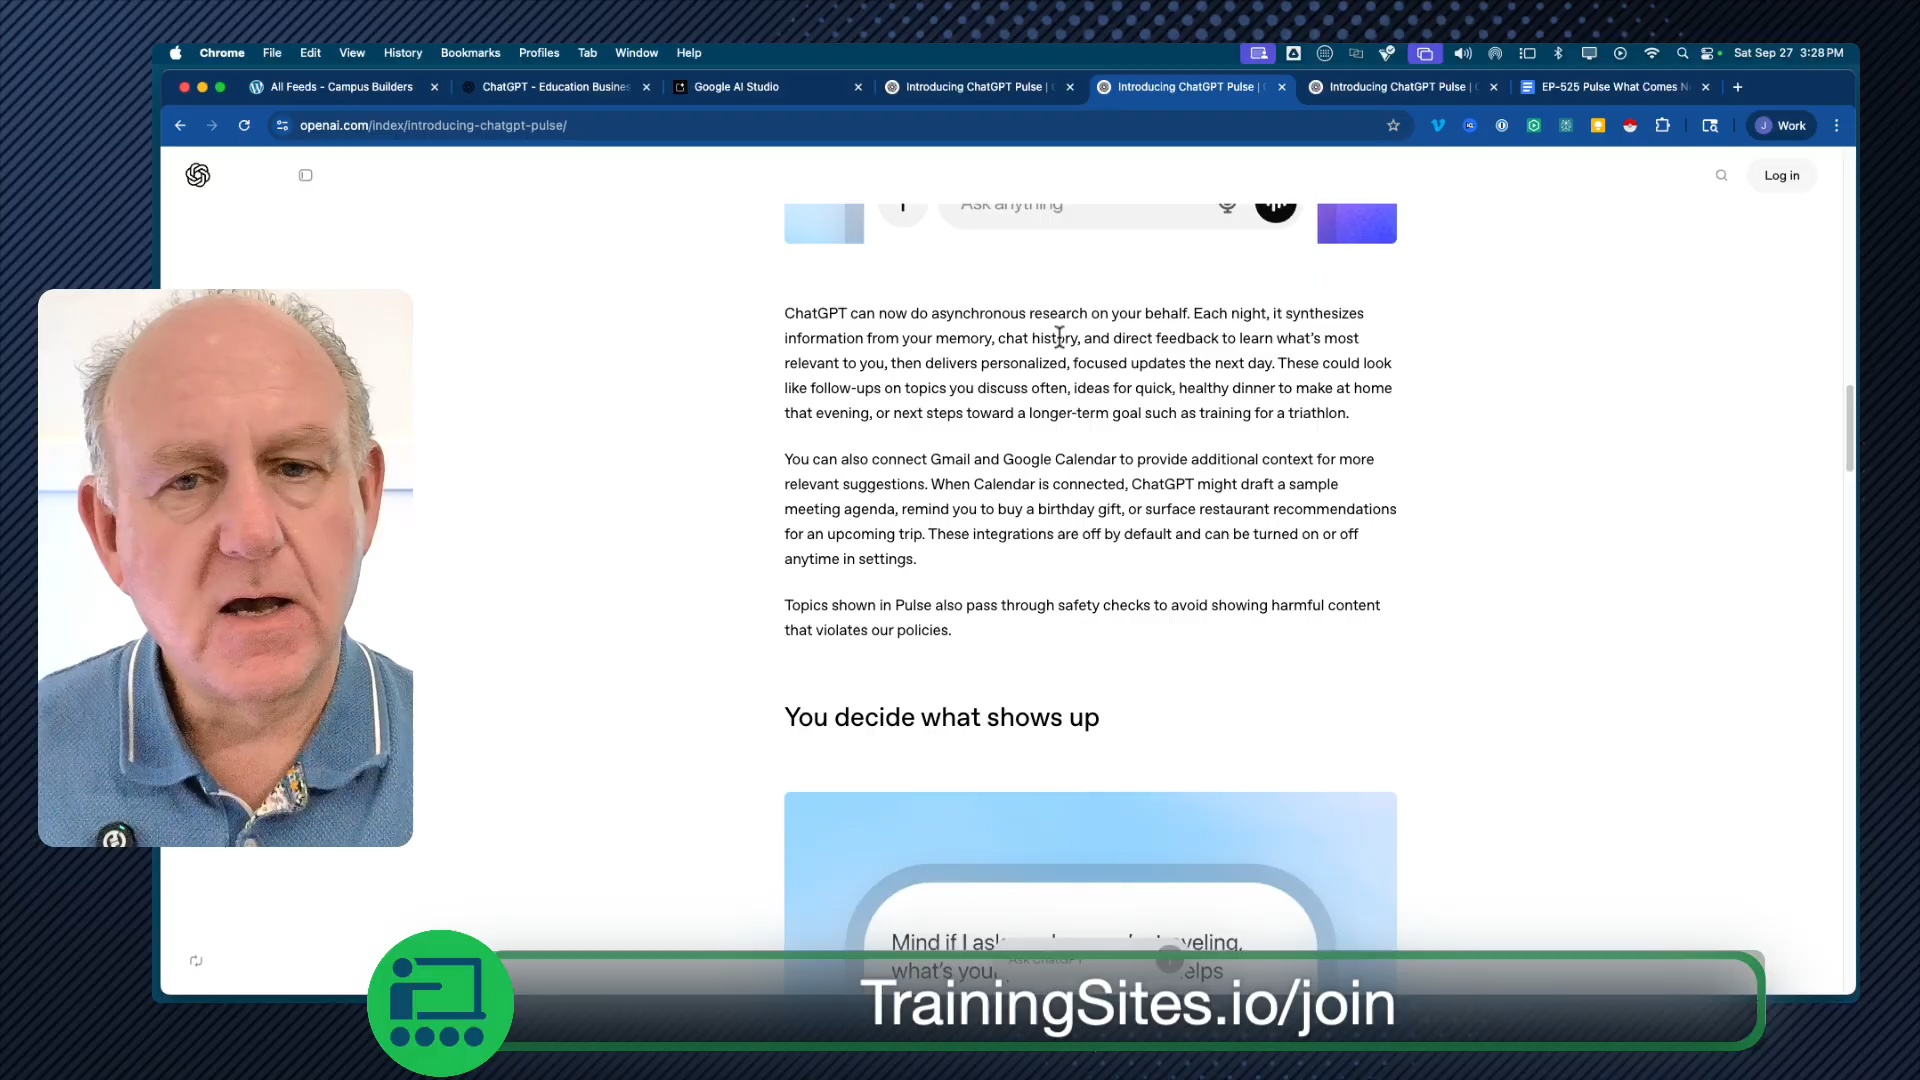 Chrome File Edit View History Bookmarks Profiles Tab Window Help Sat Sep 27 3:28 PM
All Feeds - Campus Builders ChatGPT - Education Busines Google AI Studio Introducing ChatGPT Pulse | Introducing ChatGPT Pulse | Introducing ChatGPT Pulse | EP-525 Pulse What Comes N
openai.com/index/introducing-chatgpt-pulse/ J Work
Log in
Ask anything
ChatGPT can now do asynchronous research on your behalf. Each night, it synthesizes
information from your memory, chat history, and direct feedback to learn what's most
relevant to you, then delivers personalized, focused updates the next day. These could look
like follow-ups on topics you discuss often, ideas for quick, healthy dinner to make at home
that evening, or next steps toward a longer-term goal such as training for a triathlon.
You can also connect Gmail and Google Calendar to provide additional context for more
relevant suggestions. When Calendar is connected, ChatGPT might draft a sample
meeting agenda, remind you to buy a birthday gift, or surface restaurant recommendations
for an upcoming trip. These integrations are off by default and can be turned on or off
anytime in settings.
Topics shown in Pulse also pass through safety checks to avoid showing harmful content
that violates our policies.
You decide what shows up
Mind if I ask
Ask ChatGPT
what's
TrainingSites.io/join